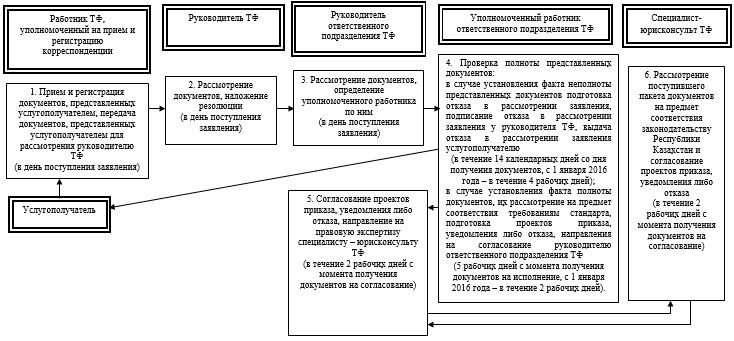 Работник ТФ,
уполномоченный на прием и
регистрацию
корреспонденции
Руководитель ТФ
Руководитель
ответственного
подразделения ТФ
Уполномоченный работник
ответственного подразделения ТФ
Специалист-
юрисконсульт ТФ
1. Прием и регистрация
документов, представленных
услугополучателем, передача
документов, представленных
услугополучателем для
рассмотрения руководителю
ТФ
(в день поступления заявления)
2. Рассмотрение
документов, наложение
резолюции
(в день поступления
заявления)
3. Рассмотрение документов,
определение
уполномоченного работника
по ним
(в день поступления
заявления)
4. Проверка полноты представленных
документов:
в случае установления факта неполноты
представленных документов подготовка
отказа в рассмотрении заявления,
подписание отказа в рассмотрении
заявления у руководителя ТФ, выдача
отказа в рассмотрении заявления
услугополучателю
(в течение 14 календарных дней со дня
получения документов, с 1 января 2016
года – в течение 4 рабочих дней);
в случае установления факта полноты
документов, их рассмотрение на предмет
соответствия требованиям стандарта,
подготовка проектов приказа,
уведомления либо отказа, направления
на согласование руководителю
ответственного подразделения ТФ
(5 рабочих дней с момента получения
документов на исполнение, с 1 января
2016 года – в течение 2 рабочих дней).
6. Рассмотрение
поступившего
пакета документов
на предмет
соответствия
законодательству
Республики
Казахстан и
согласование
проектов приказа,
уведомления либо
отказа
(в течение 2
рабочих дней с
момента получения
документов на
согласование)
Услугополучатель
5. Согласование проектов
приказа, уведомления либо
отказа, направление на
правовую экспертизу
специалисту – юрисконсульту
ТФ
(в течение 2 рабочих дней с
момента получения
документов на согласование)